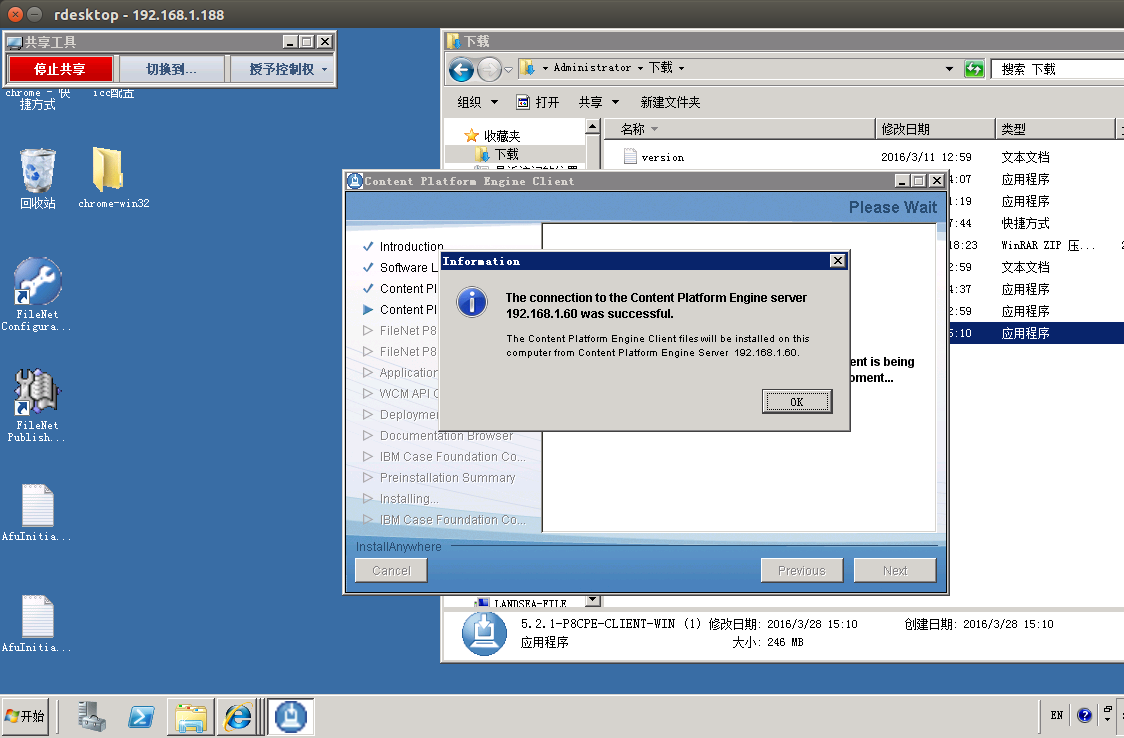 rdesktop - 192.168.1.188
共享工具
停止共享
切换到...
授予控制权
chrome - 快
捷方式
icc配置
回收站
chrome-win32
FileNet
Configura...
FileNet
Publish...
AfuInitia...
AfuInitia...
下载
Administrator
下载
搜索 下载
组织
打开
共享
新建文件夹
收藏夹
下载
名称
修改日期
类型
version
2016/3/11 12:59
文本文档
4:07
应用程序
1:19
应用程序
7:44
快捷方式
18:23
WinRAR ZIP 压...
2:59
文本文档
4:37
应用程序
2:59
应用程序
5:10
应用程序
Content Platform Engine Client
Please Wait
Introduction
Software L
Content Pl
Content Pl
FileNet P8
FileNet P8
Application
WCM API C
Deployme
Documentation Browser
IBM Case Foundation Co...
Preinstallation Summary
Installing...
IBM Case Foundation Co...
ent is being
oment...
Information
The connection to the Content Platform Engine server
192.168.1.60 was successful.
The Content Platform Engine Client files will be installed on this
computer from Content Platform Engine Server 192.168.1.60.
OK
InstallAnywhere
Cancel
Previous
Next
LANDSEA-FILE
5.2.1-P8CPE-CLIENT-WIN (1) 修改日期: 2016/3/28 15:10
创建日期: 2016/3/28 15:10
应用程序
大小: 246 MB
开始
EN